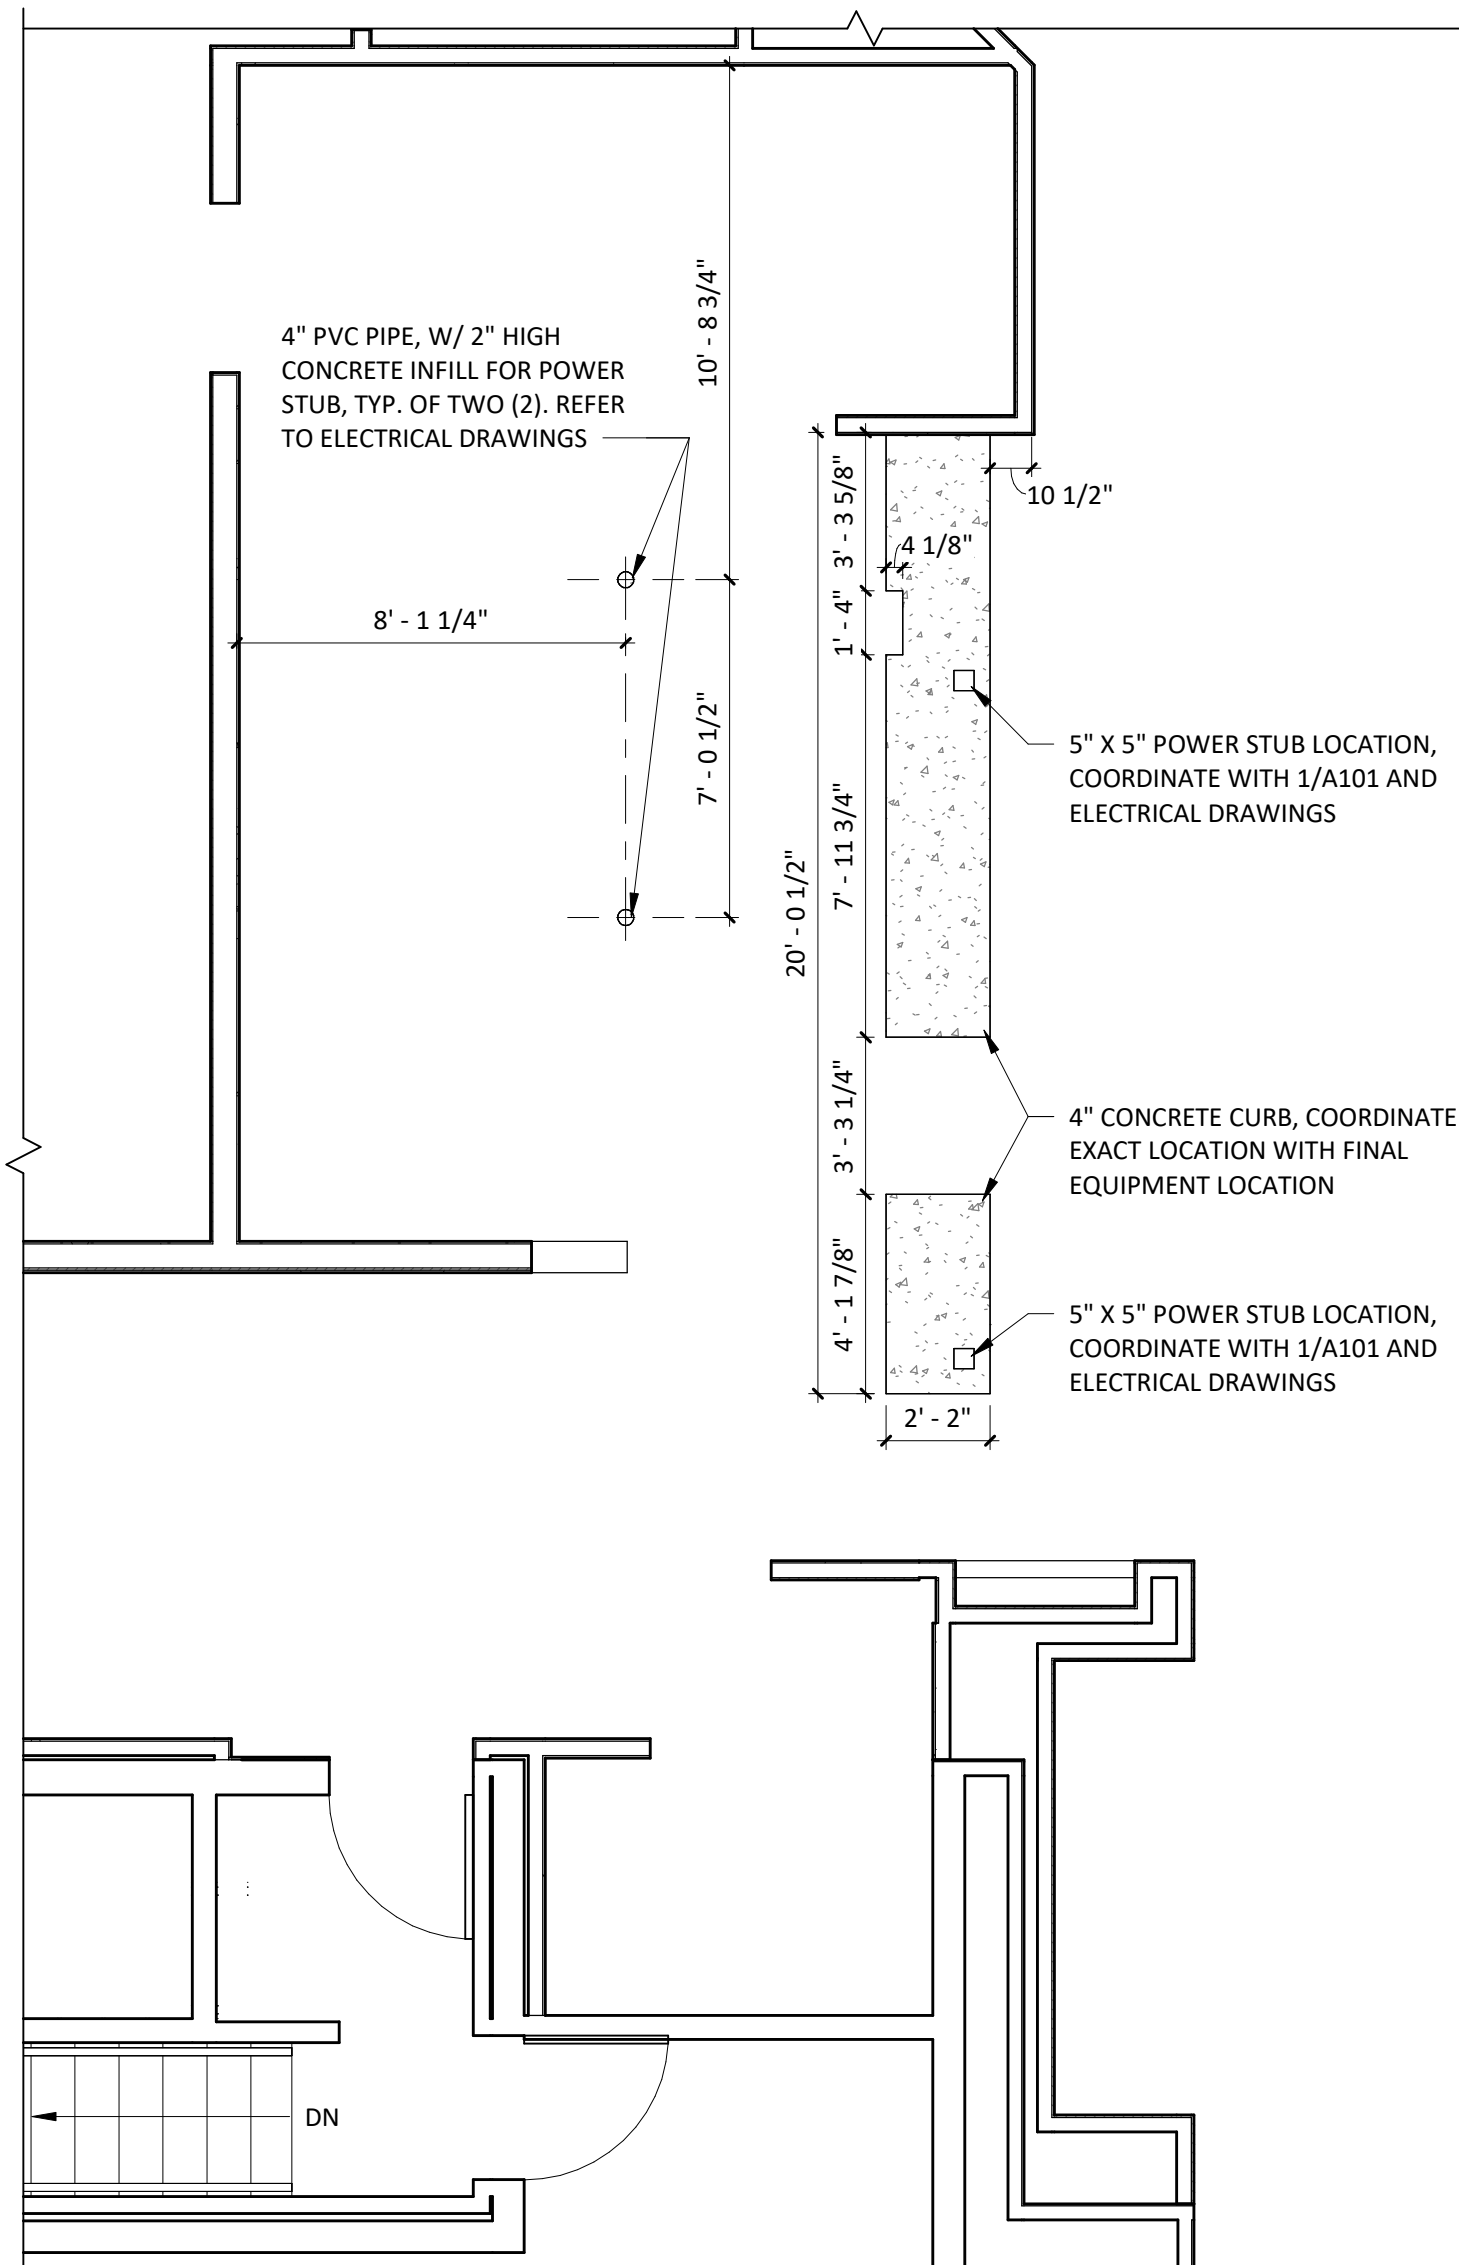 10' - 8 3/4"
4" PVC PIPE, W/ 2" HIGH
CONCRETE INFILL FOR POWER
STUB, TYP. OF TWO (2). REFER
TO ELECTRICAL DRAWINGS
3' - 3 5/8"
10 1/2"
4 1/8"
8' - 1 1/4"
1' - 4"
7' - 0 1/2"
5" X 5" POWER STUB LOCATION,
COORDINATE WITH 1/A101 AND
ELECTRICAL DRAWINGS
7' - 11 3/4"
20' - 0 1/2"
3' - 3 1/4"
4" CONCRETE CURB, COORDINATE
EXACT LOCATION WITH FINAL
EQUIPMENT LOCATION
4' - 1 7/8"
5" X 5" POWER STUB LOCATION,
COORDINATE WITH 1/A101 AND
ELECTRICAL DRAWINGS
2' - 2"
DN